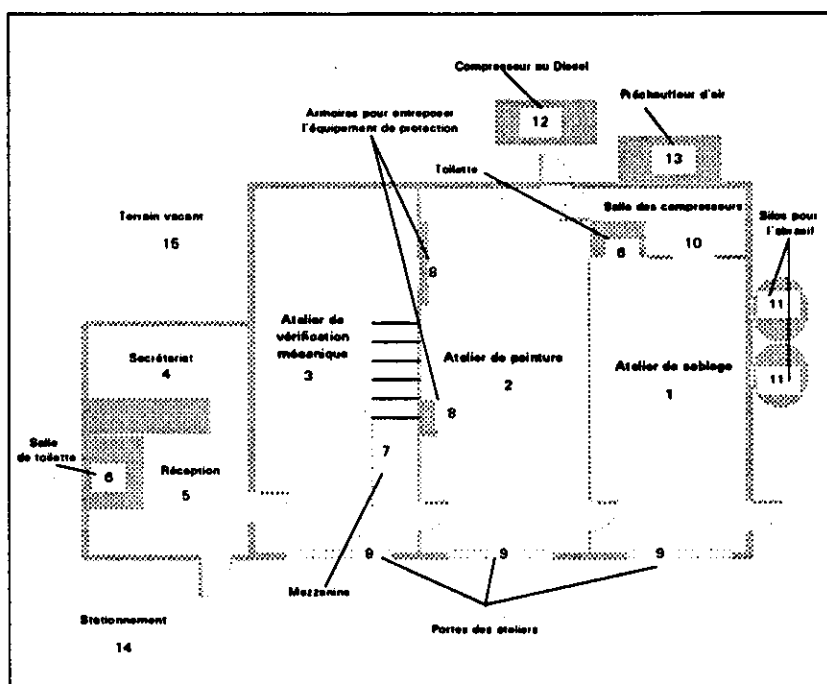 Compresseur au Diesel
12
Préchauffeur d'air
13
Armoires pour entreposer
l'équipement de protection
Toilette
Terrain vacant
15
Salle des compresseurs
10
6
Silos pour
l'abrasif
11
11
8
Atelier de
vérification
mécanique
3
Atelier de peinture
2
Atelier de sablage
1
Secrétariat
4
8
7
Salle
de toilette
6
Réception
5
9
9
9
Mezzanine
Portes des ateliers
Stationnement
14